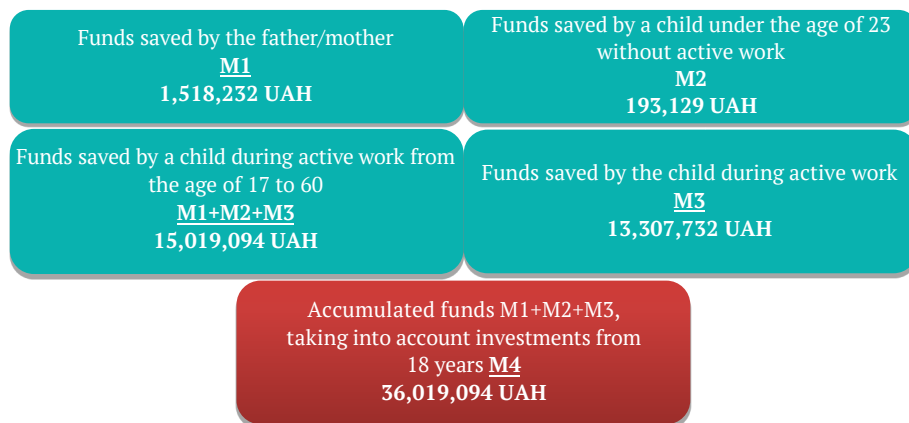 Funds saved by the father/mother
M1
1,518,232 UAH
Funds saved by a child under the age of 23
without active work
M2
193,129 UAH
Funds saved by a child during active work from
the age of 17 to 60
M1+M2+M3
15,019,094 UAH
Funds saved by the child during active work
M3
13,307,732 UAH
Accumulated funds M1+M2+M3,
taking into account investments from
18 years M4
36,019,094 UAH